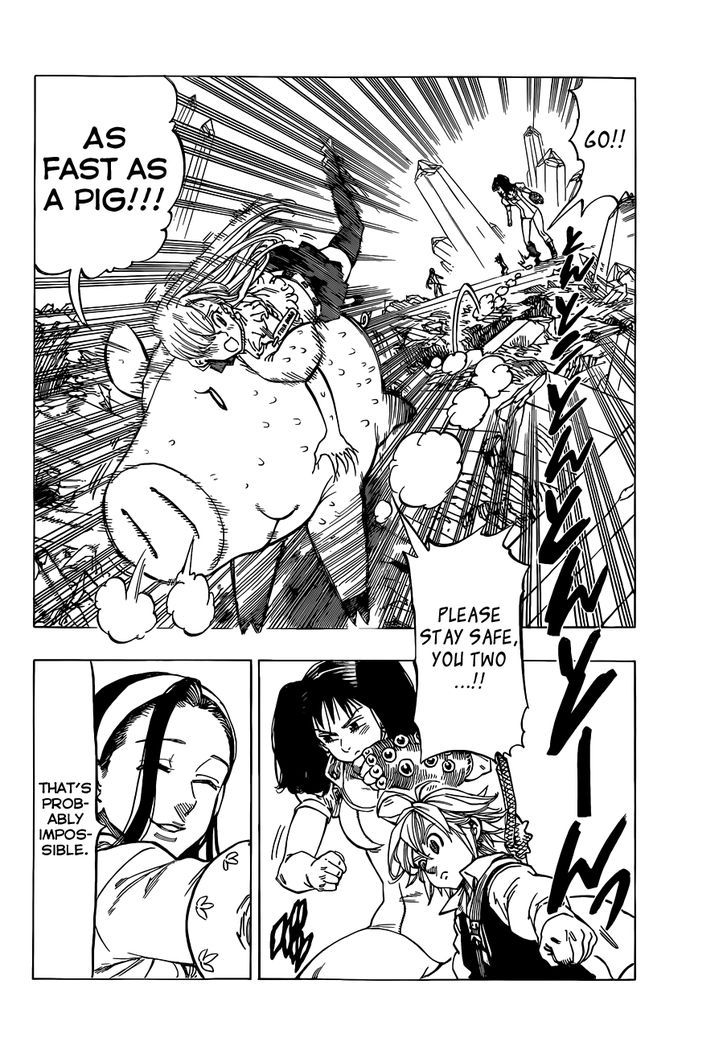 GO!!
AS
FAST AS
A PIG!!!
PLEASE
STAY SAFE,
YOU TWO
...!!
THAT'S
PROB-
ABLY
IMPOS-
SIBLE.